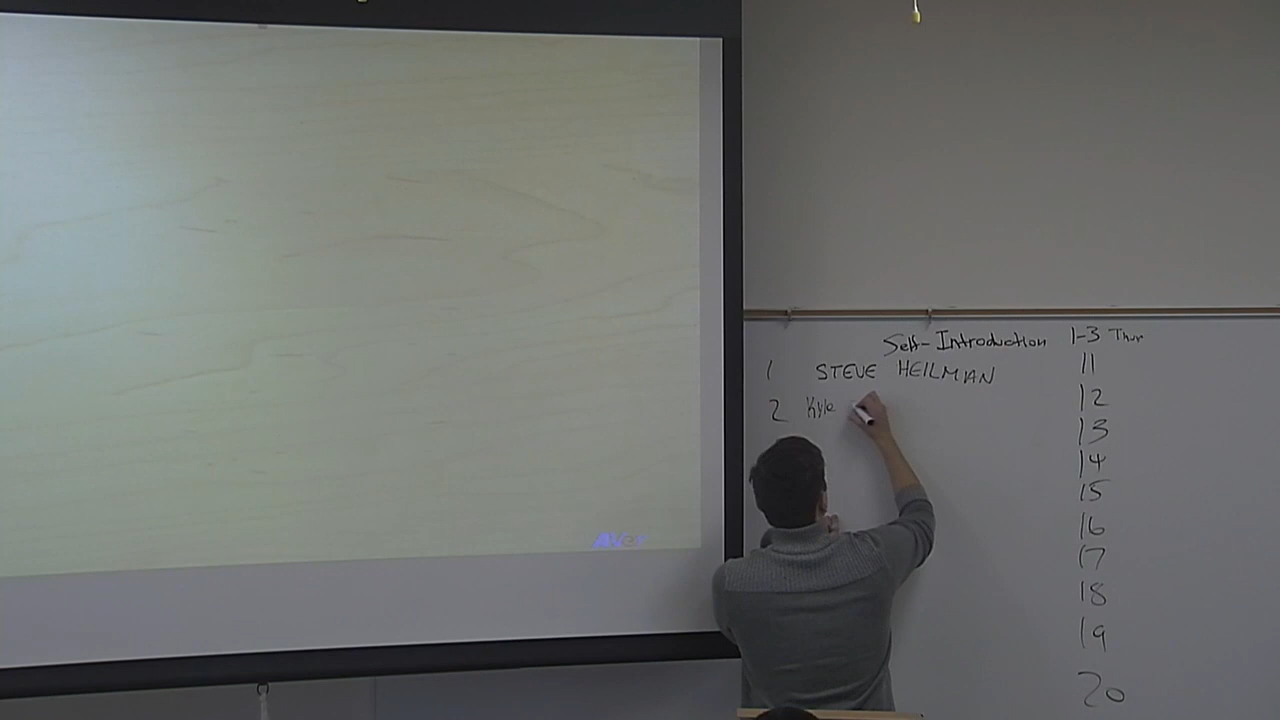 Self-Introduction 1-3 Thur
1 STEVE HEILMAN
2 Kyle
11
12
13
14
15
16
17
18
19
20
AVer